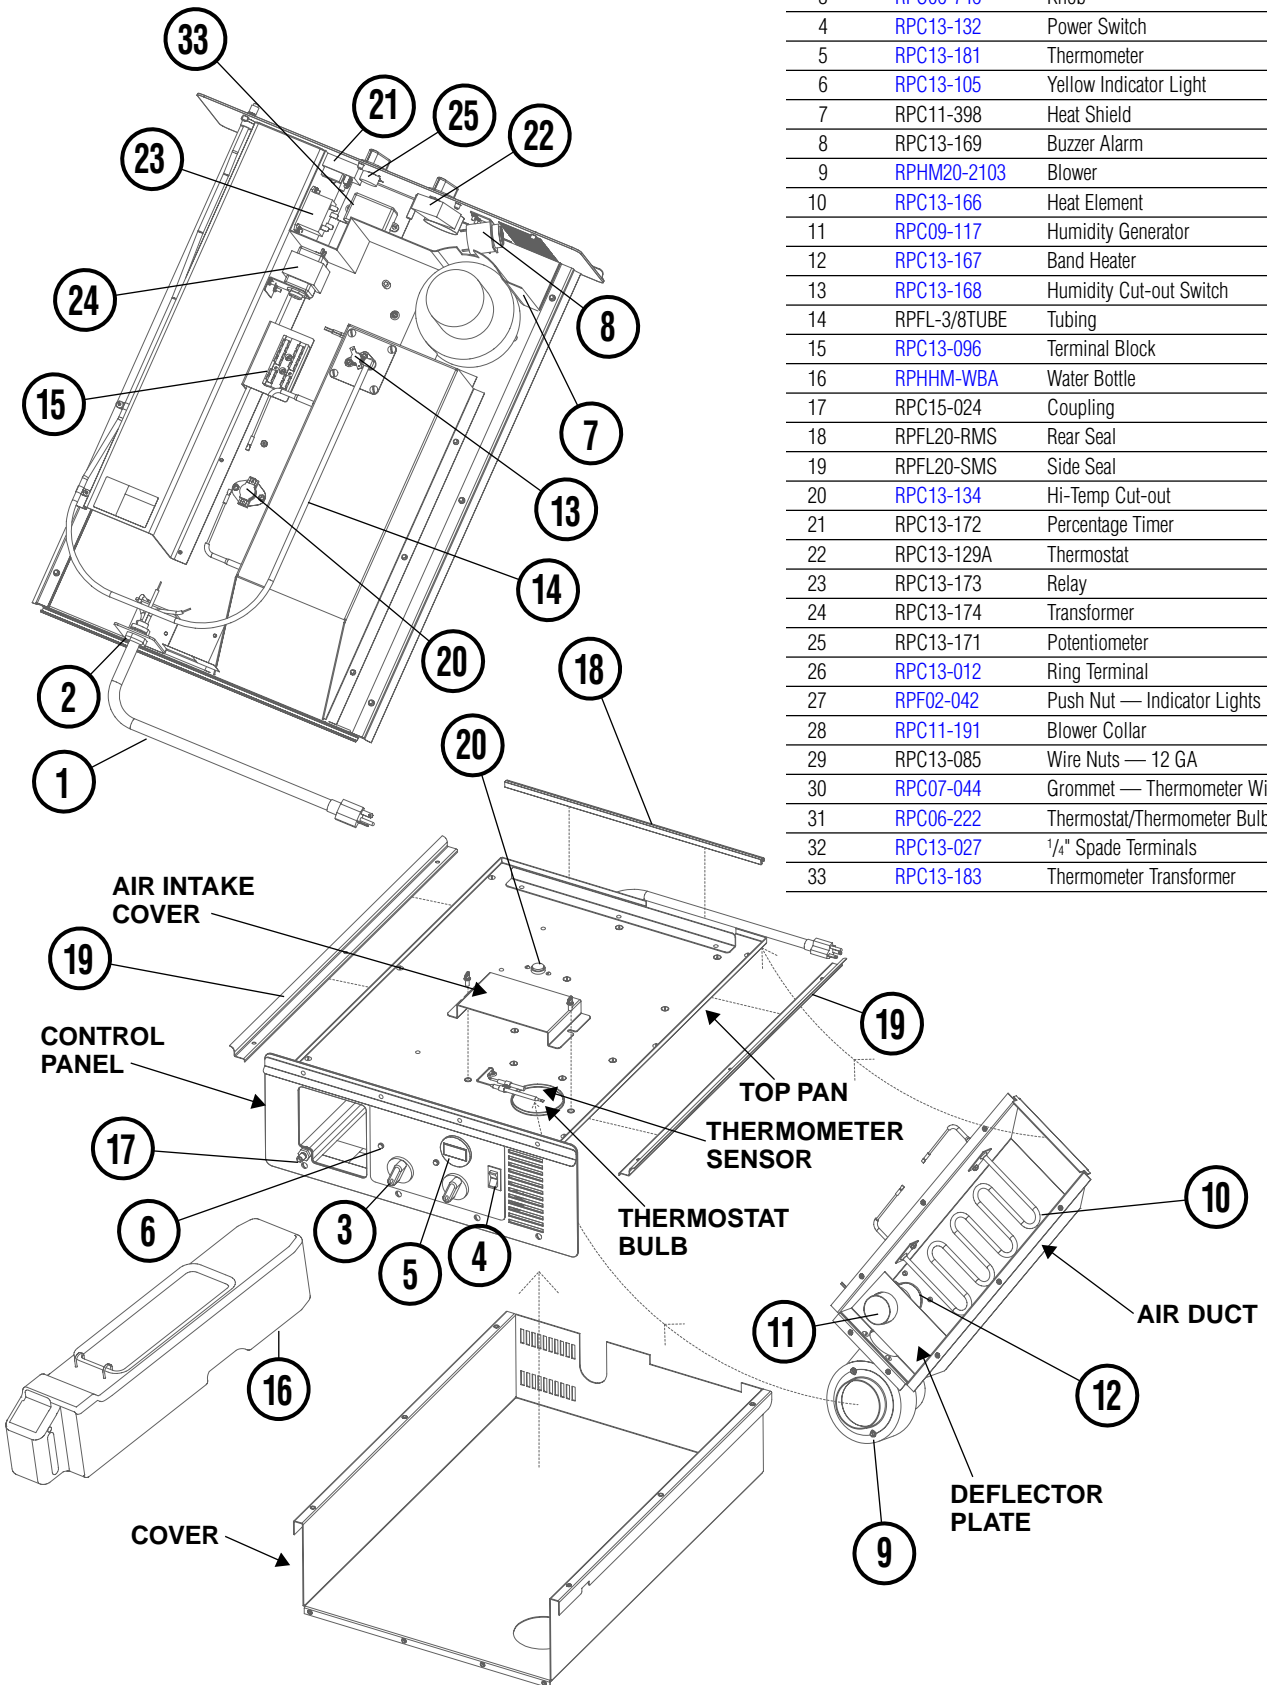 4 RPC13-132 Power Switch
5 RPC13-181 Thermometer
6 RPC13-105 Yellow Indicator Light
7 RPC11-398 Heat Shield
8 RPC13-169 Buzzer Alarm
9 RPHM20-2103 Blower
10 RPC13-166 Heat Element
11 RPC09-117 Humidity Generator
12 RPC13-167 Band Heater
13 RPC13-168 Humidity Cut-out Switch
14 RPFL-3/8TUBE Tubing
15 RPC13-096 Terminal Block
16 RPHHM-WBA Water Bottle
17 RPC15-024 Coupling
18 RPFL20-RMS Rear Seal
19 RPFL20-SMS Side Seal
20 RPC13-134 Hi-Temp Cut-out
21 RPC13-172 Percentage Timer
22 RPC13-129A Thermostat
23 RPC13-173 Relay
24 RPC13-174 Transformer
25 RPC13-171 Potentiometer
26 RPC13-012 Ring Terminal
27 RPF02-042 Push Nut — Indicator Lights
28 RPC11-191 Blower Collar
29 RPC13-085 Wire Nuts — 12 GA
30 RPC07-044 Grommet — Thermometer Wi
31 RPC06-222 Thermostat/Thermometer Bulb
32 RPC13-027 1/4" Spade Terminals
33 RPC13-183 Thermometer Transformer
33
21
25
22
23
24
8
15
7
13
14
20
2
1
18
20
AIR INTAKE
COVER
19
CONTROL
PANEL
19
TOP PAN
THERMOMETER
SENSOR
17
6
3
5
4
THERMOSTAT
BULB
10
AIR DUCT
11
12
16
DEFLECTOR
PLATE
COVER
9